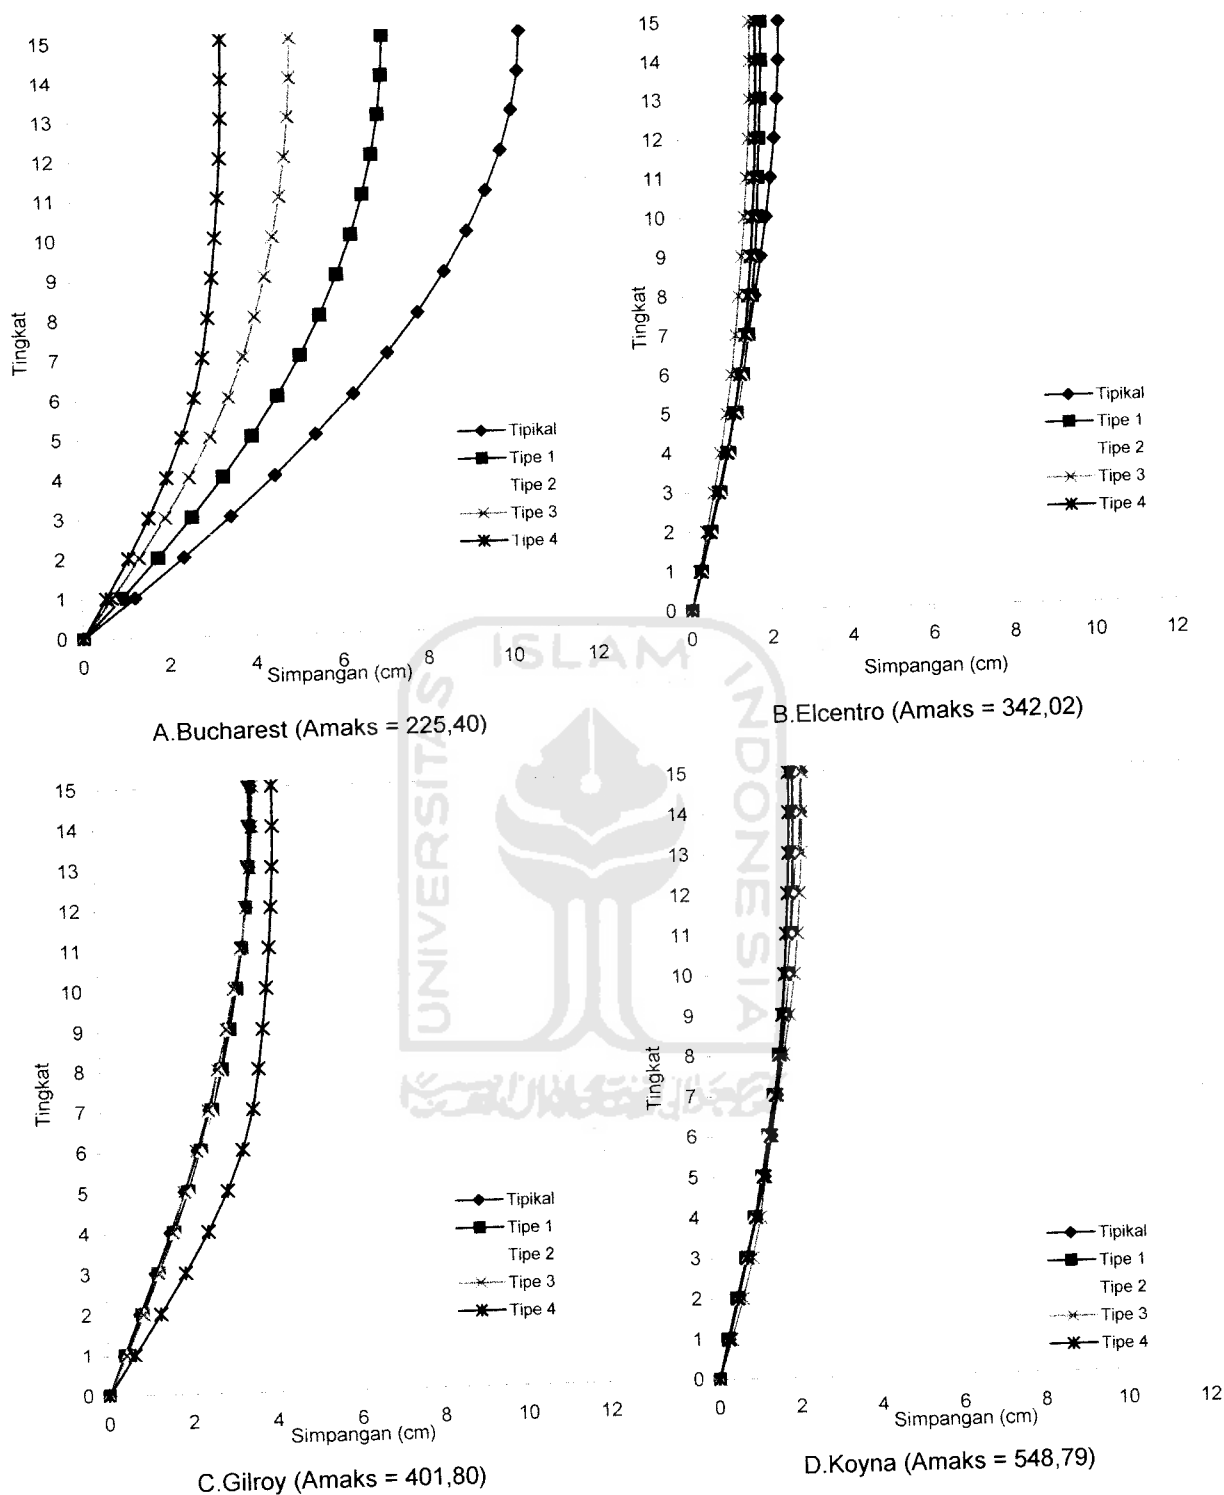 15
14
13
12
11
10
9
8
7
6
5
4
3
2
1
0
Tingkat
0 2 4 6 8 10 12
Simpangan (cm)
Tipikal
Tipe 1
Tipe 2
Tipe 3
Tipe 4
A.Bucharest (Amaks = 225,40)
15
14
13
12
11
10
9
8
7
6
5
4
3
2
1
0
Tingkat
0 2 4 6 8 10 12
Simpangan (cm)
Tipikal
Tipe 1
Tipe 2
Tipe 3
Tipe 4
B.Elcentro (Amaks = 342,02)
UNIVERSITAS
ISLAM
INDONESIA
15
14
13
12
11
10
9
8
7
6
5
4
3
2
1
0
Tingkat
0 2 4 6 8 10 12
Simpangan (cm)
Tipikal
Tipe 1
Tipe 2
Tipe 3
Tipe 4
C.Gilroy (Amaks = 401,80)
15
14
13
12
11
10
9
8
7
6
5
4
3
2
1
0
Tingkat
0 2 4 6 8 10 12
Simpangan (cm)
Tipikal
Tipe 1
Tipe 2
Tipe 3
Tipe 4
D.Koyna (Amaks = 548,79)